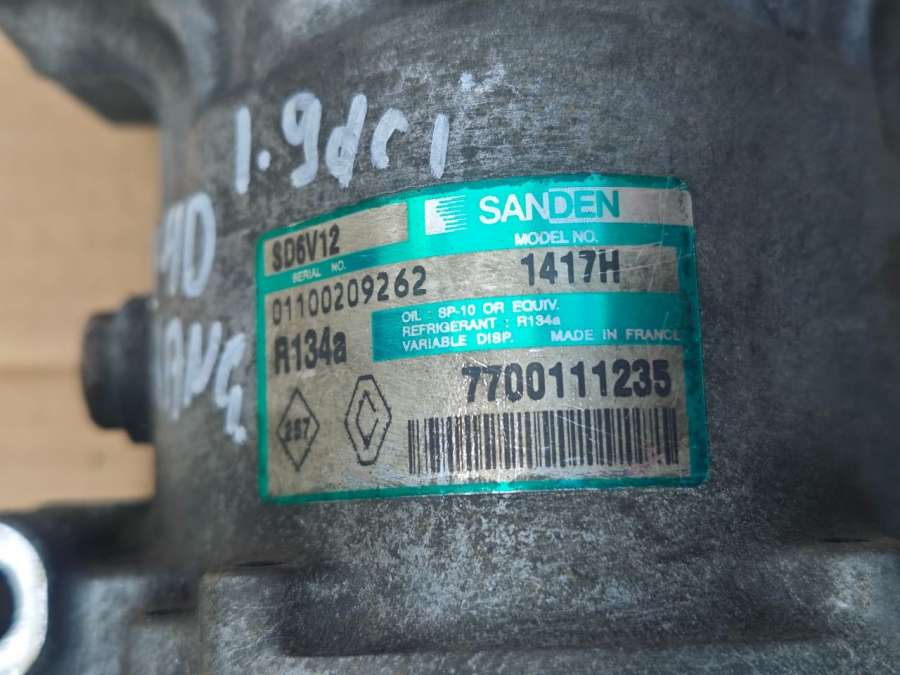 1.9dci
SANDEN
SD6V12
MODEL NO.
SERIAL NO.
1417H
01100209262
OIL : SP-10 OR EQUIV.
REFRIGERANT : R134a
VARIABLE DISP. MADE IN FRANCE
R134a
7700111235
267